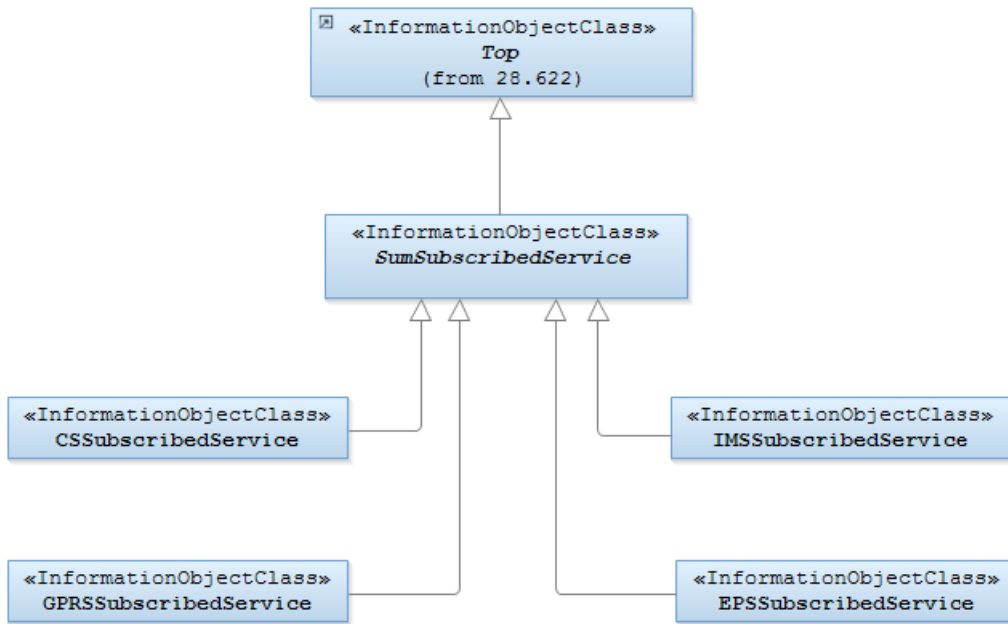 «InformationObjectClass»
Top
(from 28.622)
«InformationObjectClass»
SumSubscribedService
«InformationObjectClass»
CSSubscribedService
«InformationObjectClass»
IMSSubscribedService
«InformationObjectClass»
GPRSSubscribedService
«InformationObjectClass»
EPSSubscribedService